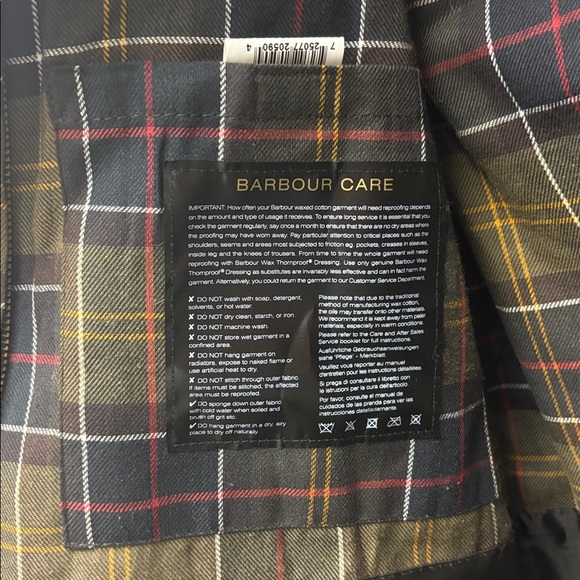 7 25077 20590 4
BARBOUR CARE
IMPORTANT: How often your Barbour waxed cotton garment will need reproofing depends
on the amount and type of usage it receives. To ensure long service it is essential that you
check the garment regularly, say once a month to ensure that there are no dry areas where
the proofing may have worn away. Pay particular attention to critical places such as the
shoulders, seams and areas most subjected to friction eg. pockets, creases in sleeves,
inside leg and the knees of trousers. From time to time the whole garment will need
reproofing with Barbour Wax Thornproof® Dressing. Use only genuine Barbour Wax
Thornproof® Dressing as substitutes are invariably less effective and can in fact harm the
garment. Alternatively, you could return the garment to our Customer Service Department.
✘ DO NOT wash with soap, detergent,
solvents, or hot water.
✘ DO NOT dry clean, starch, or iron.
✘ DO NOT machine wash.
✘ DO NOT store wet garment in a
confined area.
✘ DO NOT hang garment on
radiators, expose to naked flame or
use artificial heat to dry.
✘ DO NOT stitch through outer fabric
if items must be stitched, the affected
area must be reproofed.
✓ DO sponge down outer fabric
with cold water when soiled and
brush off grit etc.
✓ DO hang garment in a dry, airy
place to dry off naturally
Please note that due to the traditional
method of manufacturing wax cotton,
the oils may transfer onto other materials.
We recommend it is kept away from paler
materials, especially in warm conditions.
Please refer to the Care and After Sales
Service booklet for full instructions.
Ausführliche Gebrauchsanweisungen
siehe 'Pflege' - Merkblatt.
Veuillez vous reporter au manuel
d'entretien pour les instructions détaillées.
Si prega di consultare il libretto con
le istruzioni per la cura dell'articolo.
Por favor, consulte el manual de
cuidados de las prendas para ver las
instrucciones detalladamente.